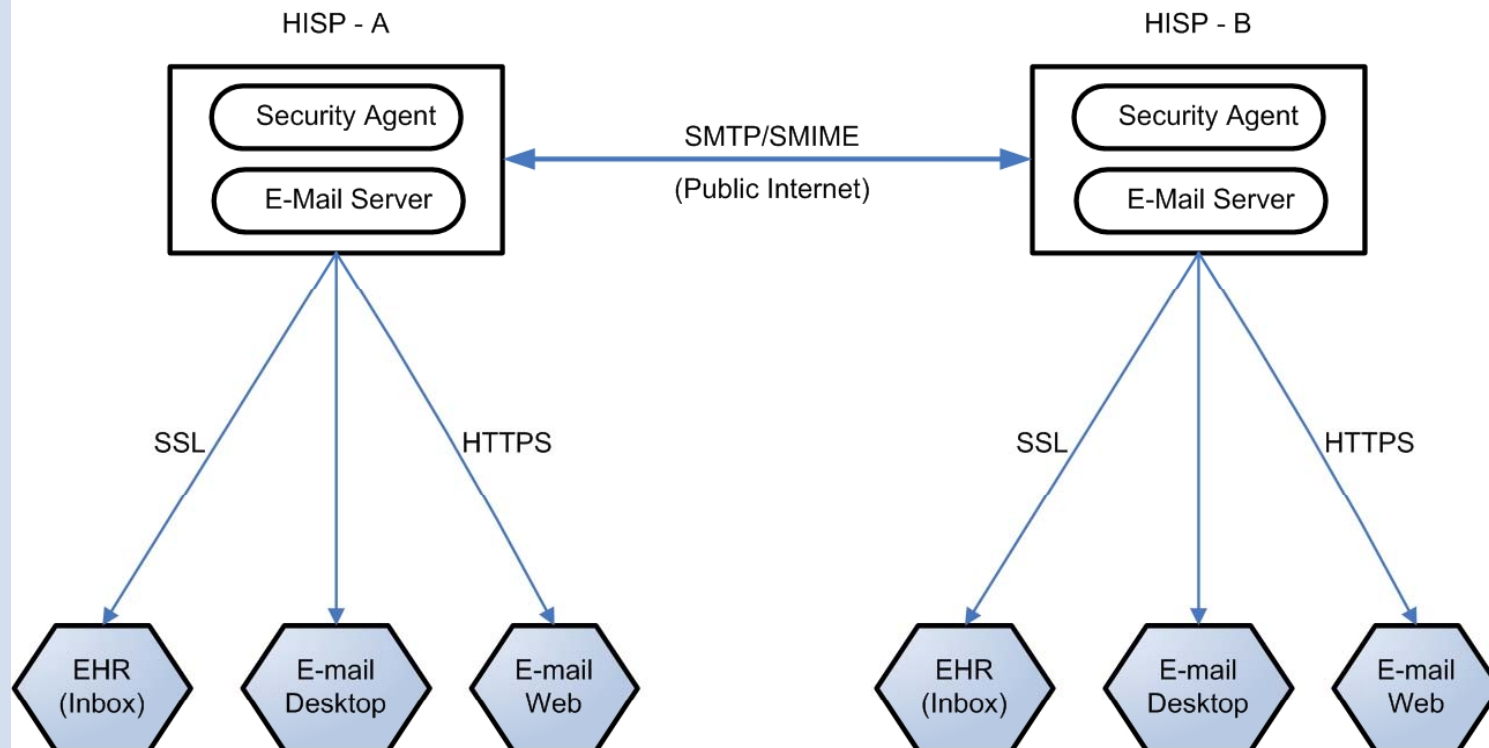 HISP - A
HISP - B
Security Agent
E-Mail Server
SMTP/SMIME
(Public Internet)
Security Agent
E-Mail Server
SSL
HTTPS
SSL
HTTPS
EHR
(Inbox)
E-mail
Desktop
E-mail
Web
EHR
(Inbox)
E-mail
Desktop
E-mail
Web